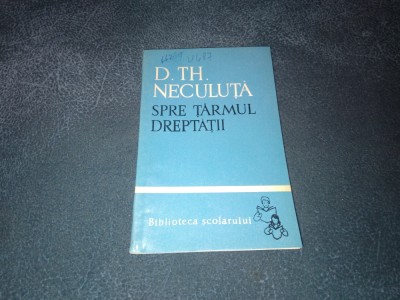 D. TH.
NECULUȚĂ
SPRE ȚĂRMUL
DREPTĂȚII
Biblioteca școlarului